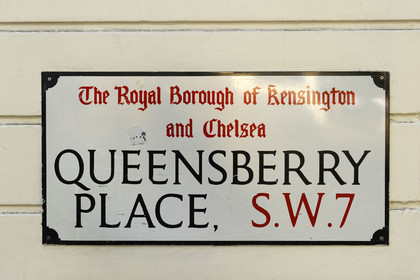 The Royal Borough of Kensington
and Chelsea
QUEENSBERRY
PLACE, S.W.7